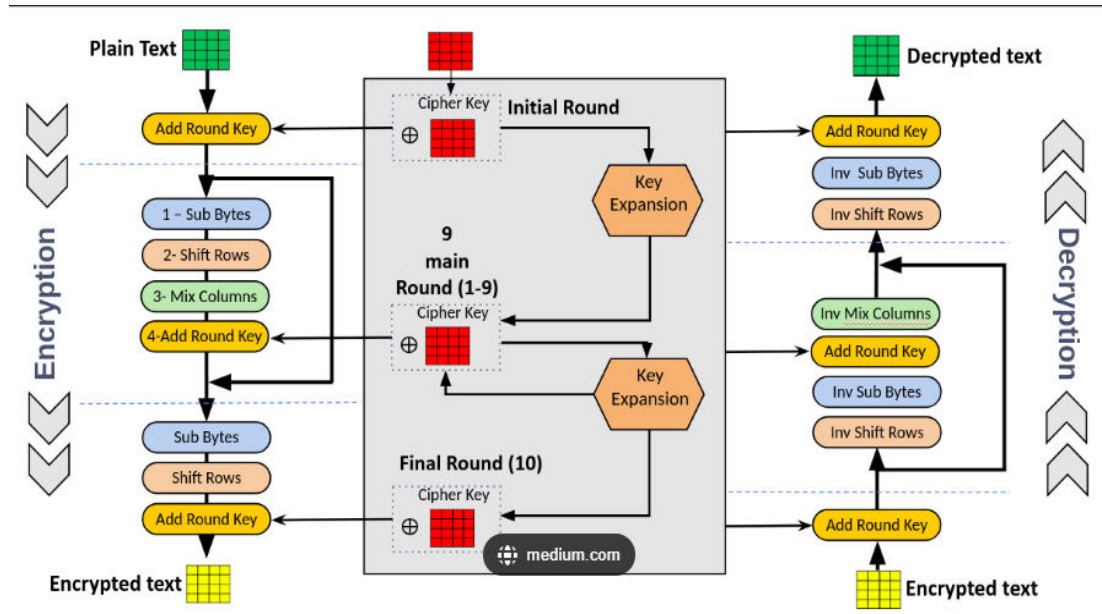 Plain Text
Add Round Key
Encryption
1 – Sub Bytes
2- Shift Rows
3- Mix Columns
4-Add Round Key
Sub Bytes
Shift Rows
Add Round Key
Encrypted text
Cipher Key
⊕
Initial Round
Key
Expansion
9
main
Round (1-9)
Cipher Key
⊕
Key
Expansion
Final Round (10)
Cipher Key
⊕
medium.com
Decrypted text
Add Round Key
Inv Sub Bytes
Inv Shift Rows
Inv Mix Columns
Add Round Key
Inv Sub Bytes
Inv Shift Rows
Add Round Key
Encrypted text
Decryption